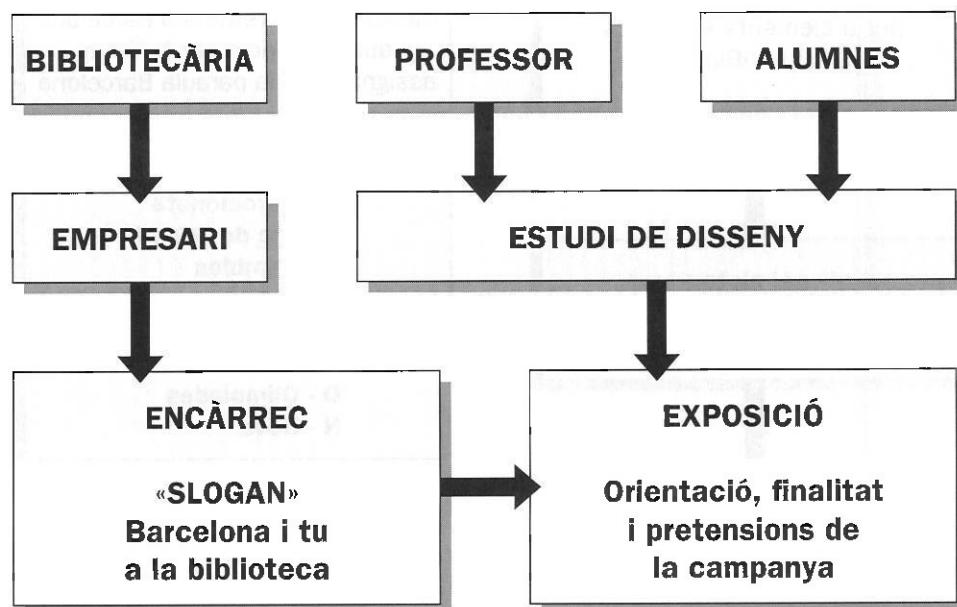 BIBLIOTECÀRIA
PROFESSOR
ALUMNES
EMPRESARI
ESTUDI DE DISSENY
ENCÀRREC
«SLOGAN»
Barcelona i tu
a la biblioteca
EXPOSICIÓ
Orientació, finalitat
i pretensions de
la campanya